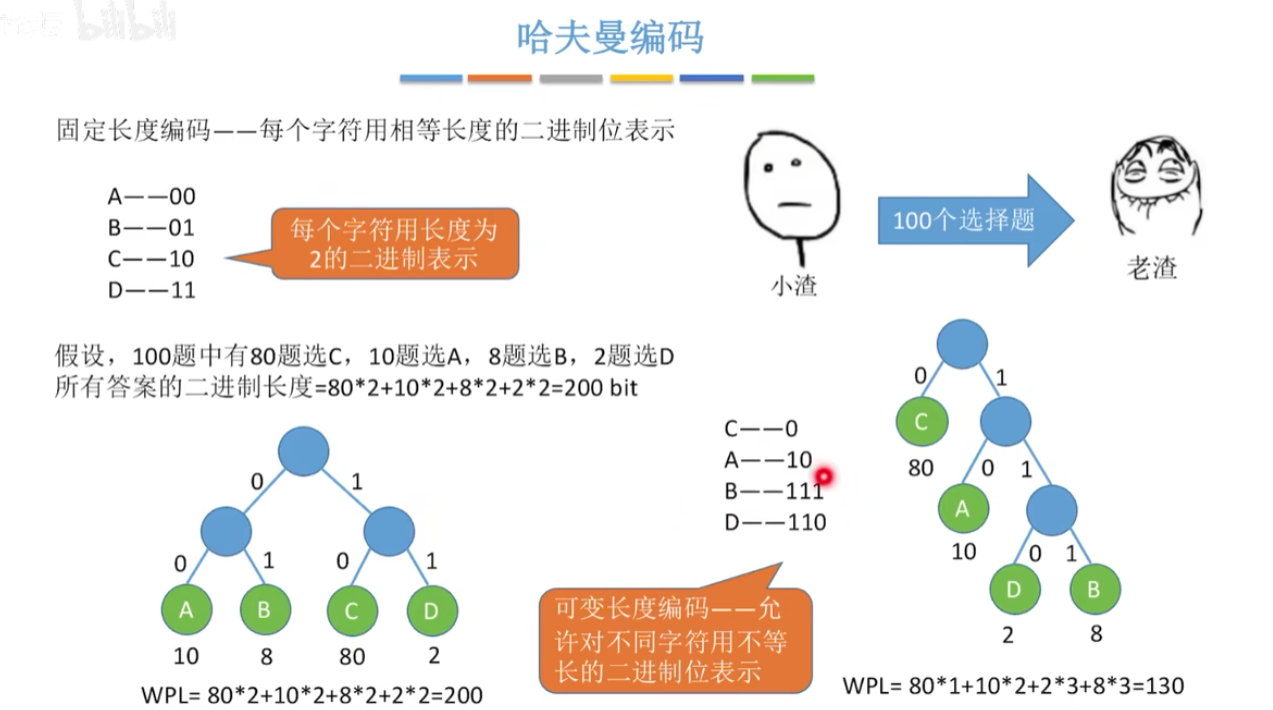 bilibili
哈夫曼编码
固定长度编码——每个字符用相等长度的二进制位表示
A——00
B——01
C——10
D——11
每个字符用长度为
2的二进制表示
100个选择题
小渣
老渣
假设，100题中有80题选C，10题选A，8题选B，2题选D
所有答案的二进制长度=80*2+10*2+8*2+2*2=200 bit
0 1
0 1 0 1
A B C D
10 8 80 2
WPL= 80*2+10*2+8*2+2*2=200
C——0
A——10
B——111
D——110
可变长度编码——允
许对不同字符用不等
长的二进制位表示
0 1
C
80 0 1
A
10 0 1
D B
2 8
WPL= 80*1+10*2+2*3+8*3=130